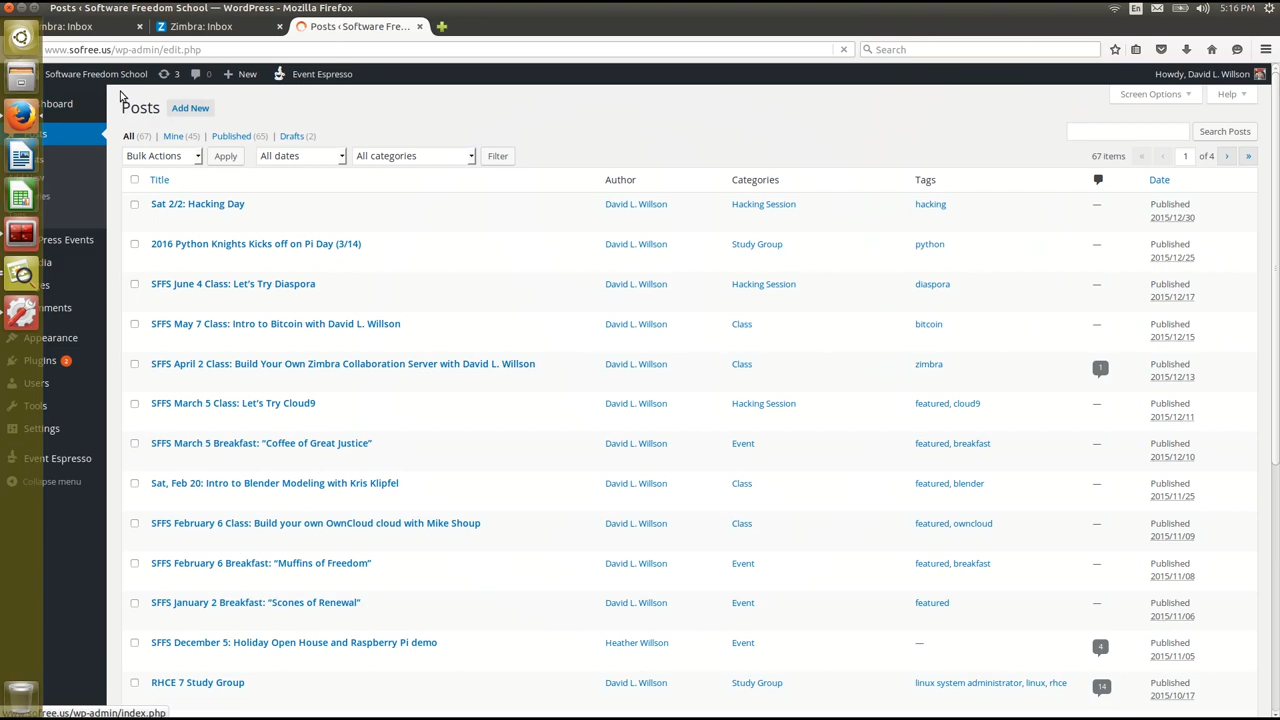 Posts ‹ Software Freedom School — WordPress - Mozilla Firefox
En
5:16 PM
imbra: Inbox
Zimbra: Inbox
Posts ‹ Software Fre...
www.sofree.us/wp-admin/edit.php
Search
Software Freedom School
3
0
New
Event Espresso
Howdy, David L. Willson
Screen Options
Help
Posts
Add New
All (67) | Mine (45) | Published (65) | Drafts (2)
Search Posts
Bulk Actions
Apply
All dates
All categories
Filter
67 items
«
‹
1
of 4
›
»
Title
Author
Categories
Tags
Date
Sat 2/2: Hacking Day
David L. Willson
Hacking Session
hacking
—
Published
2015/12/30
2016 Python Knights Kicks off on Pi Day (3/14)
David L. Willson
Study Group
python
—
Published
2015/12/25
SFFS June 4 Class: Let’s Try Diaspora
David L. Willson
Hacking Session
diaspora
—
Published
2015/12/17
SFFS May 7 Class: Intro to Bitcoin with David L. Willson
David L. Willson
Class
bitcoin
—
Published
2015/12/15
SFFS April 2 Class: Build Your Own Zimbra Collaboration Server with David L. Willson
David L. Willson
Class
zimbra
1
Published
2015/12/13
SFFS March 5 Class: Let’s Try Cloud9
David L. Willson
Hacking Session
featured, cloud9
—
Published
2015/12/11
SFFS March 5 Breakfast: “Coffee of Great Justice”
David L. Willson
Event
featured, breakfast
—
Published
2015/12/10
Sat, Feb 20: Intro to Blender Modeling with Kris Klipfel
David L. Willson
Class
featured, blender
—
Published
2015/11/25
SFFS February 6 Class: Build your own OwnCloud cloud with Mike Shoup
David L. Willson
Class
featured, owncloud
—
Published
2015/11/09
SFFS February 6 Breakfast: “Muffins of Freedom”
David L. Willson
Event
featured, breakfast
—
Published
2015/11/08
SFFS January 2 Breakfast: “Scones of Renewal”
David L. Willson
Event
featured
—
Published
2015/11/06
SFFS December 5: Holiday Open House and Raspberry Pi demo
Heather Willson
Event
—
4
Published
2015/11/05
RHCE 7 Study Group
David L. Willson
Study Group
linux system administrator, linux, rhce
14
Published
2015/10/17
hboard
Press Events
Appearance
Plugins 2
Users
Tools
Settings
Event Espresso
Collapse menu
www.sofree.us/wp-admin/index.php